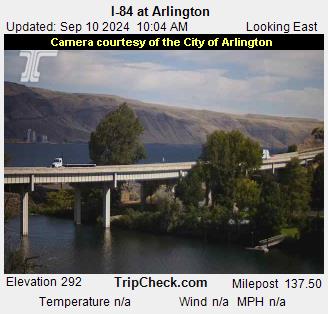 I-84 at Arlington
Updated: Sep 10 2024 10:04 AM Looking East
Camera courtesy of the City of Arlington
Elevation 292 TripCheck.com Milepost 137.50
Temperature n/a Wind n/a MPH n/a